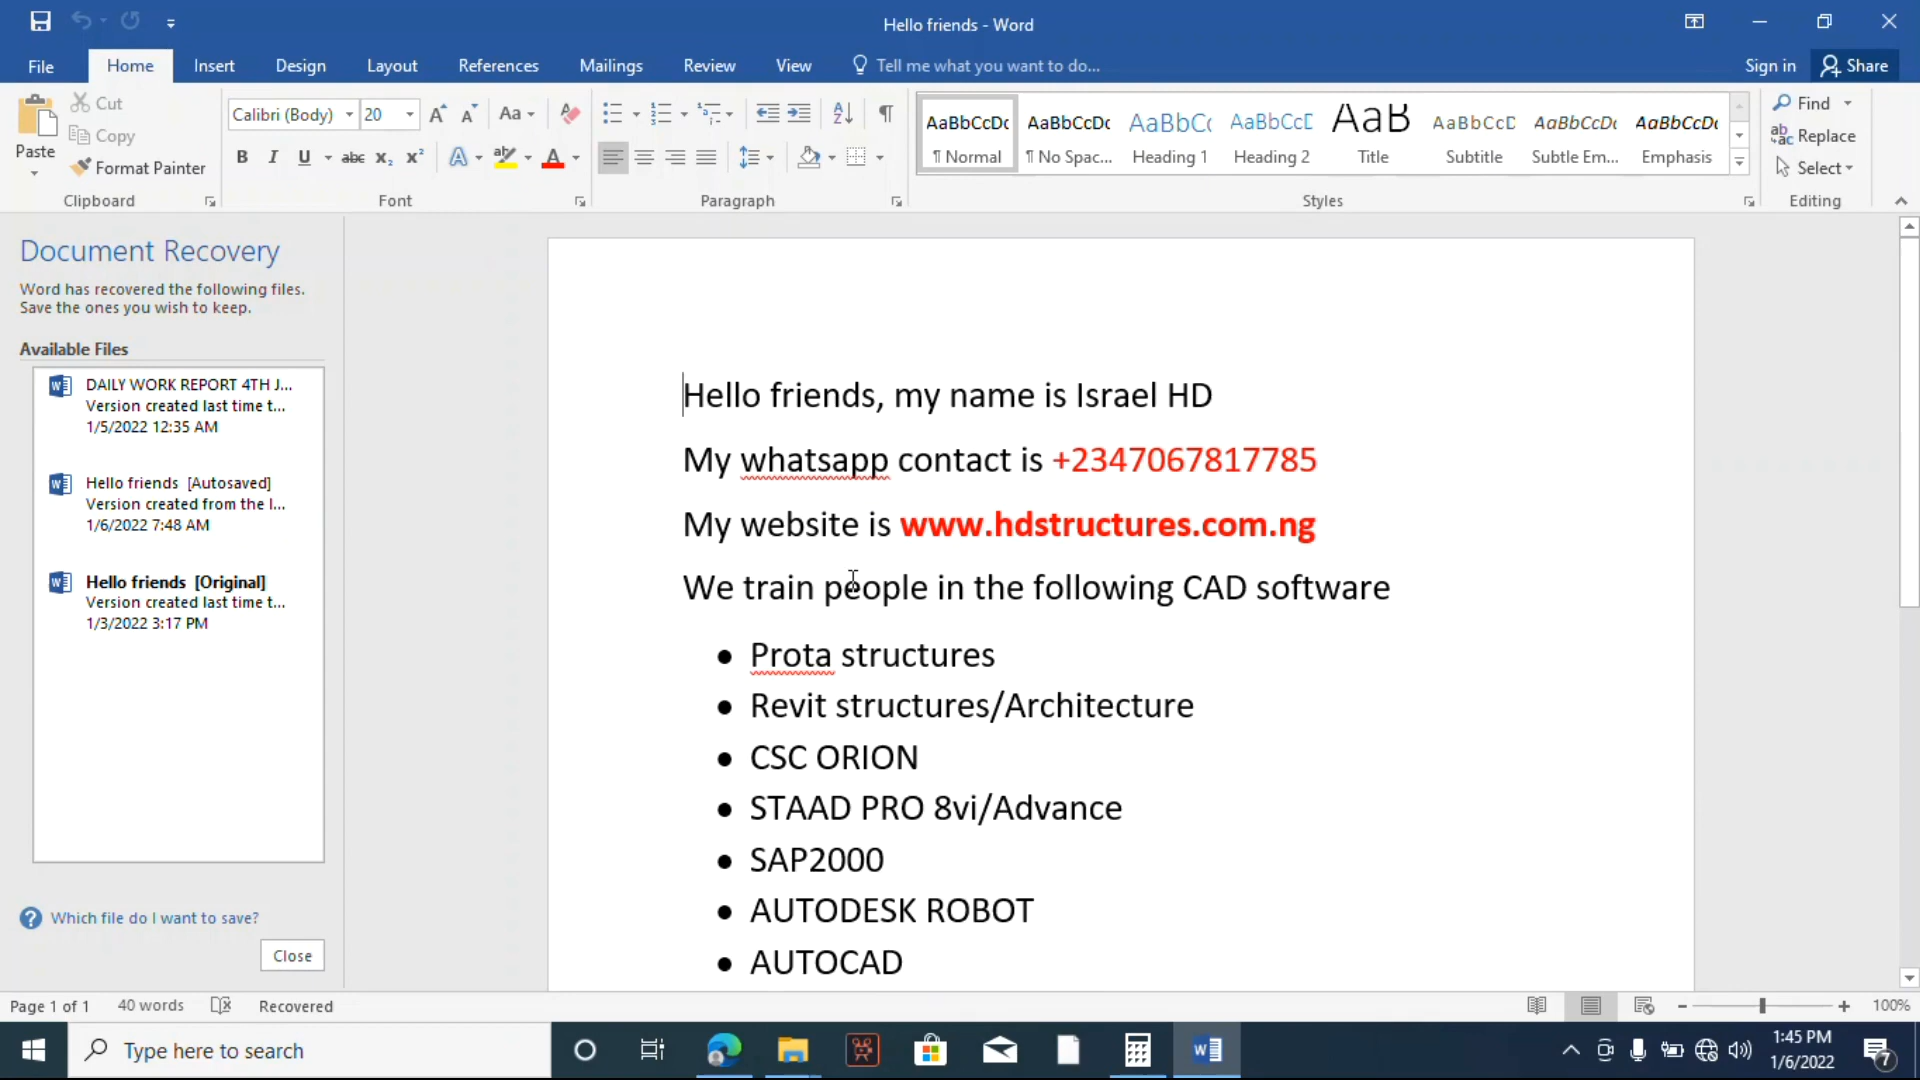 Hello friends - Word
File Home Insert Design Layout References Mailings Review View Tell me what you want to do... Sign in Share
Paste
Cut
Copy
Format Painter
Clipboard
Calibri (Body) 20 Aa
B I U abc x₂ x² A ab A
Font
A Z ¶
Paragraph
AaBbCcDc AaBbCcDc AaBbC( AaBbCcD AaB AaBbCcD AaBbCcDc AaBbCcDc
¶ Normal ¶ No Spac... Heading 1 Heading 2 Title Subtitle Subtle Em... Emphasis
Styles
Find
Replace
Select
Editing
Document Recovery
Word has recovered the following files.
Save the ones you wish to keep.
Available Files
DAILY WORK REPORT 4TH J...
Version created last time t...
1/5/2022 12:35 AM
Hello friends [Autosaved]
Version created from the l...
1/6/2022 7:48 AM
Hello friends [Original]
Version created last time t...
1/3/2022 3:17 PM
Which file do I want to save?
Close
Hello friends, my name is Israel HD
My whatsapp contact is +2347067817785
My website is www.hdstructures.com.ng
We train people in the following CAD software
• Prota structures
• Revit structures/Architecture
• CSC ORION
• STAAD PRO 8vi/Advance
• SAP2000
• AUTODESK ROBOT
• AUTOCAD
Page 1 of 1 40 words Recovered 100%
Type here to search
1:45 PM
1/6/2022
7